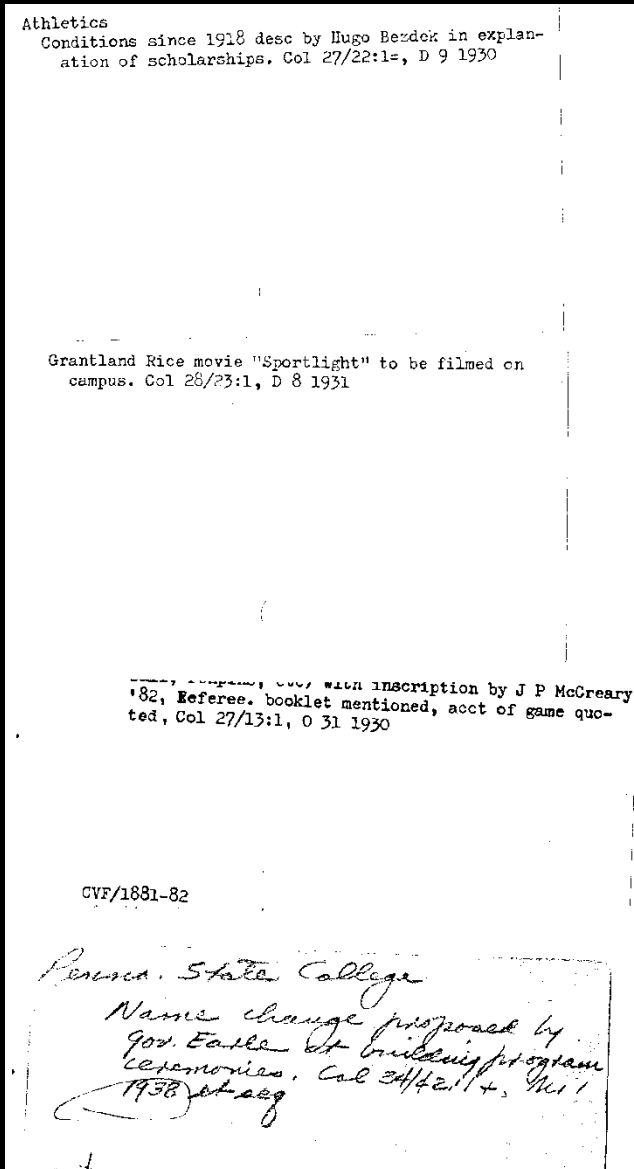 Athletics
Conditions since 1918 desc by Hugo Bezdek in explan-
ation of scholarships. Col 27/22:1=, D 9 1930
Grantland Rice movie "Sportlight" to be filmed on
campus. Col 28/23:1, D 8 1931
with inscription by J P McCreary
'82, Referee. booklet mentioned, acct of game quo-
ted, Col 27/13:1, O 31 1930
CVF/1881-82
Penna. State College
Name change proposed by
Gov. Earle at building program
ceremonies. Col 34/42:1+,
1938 et seq